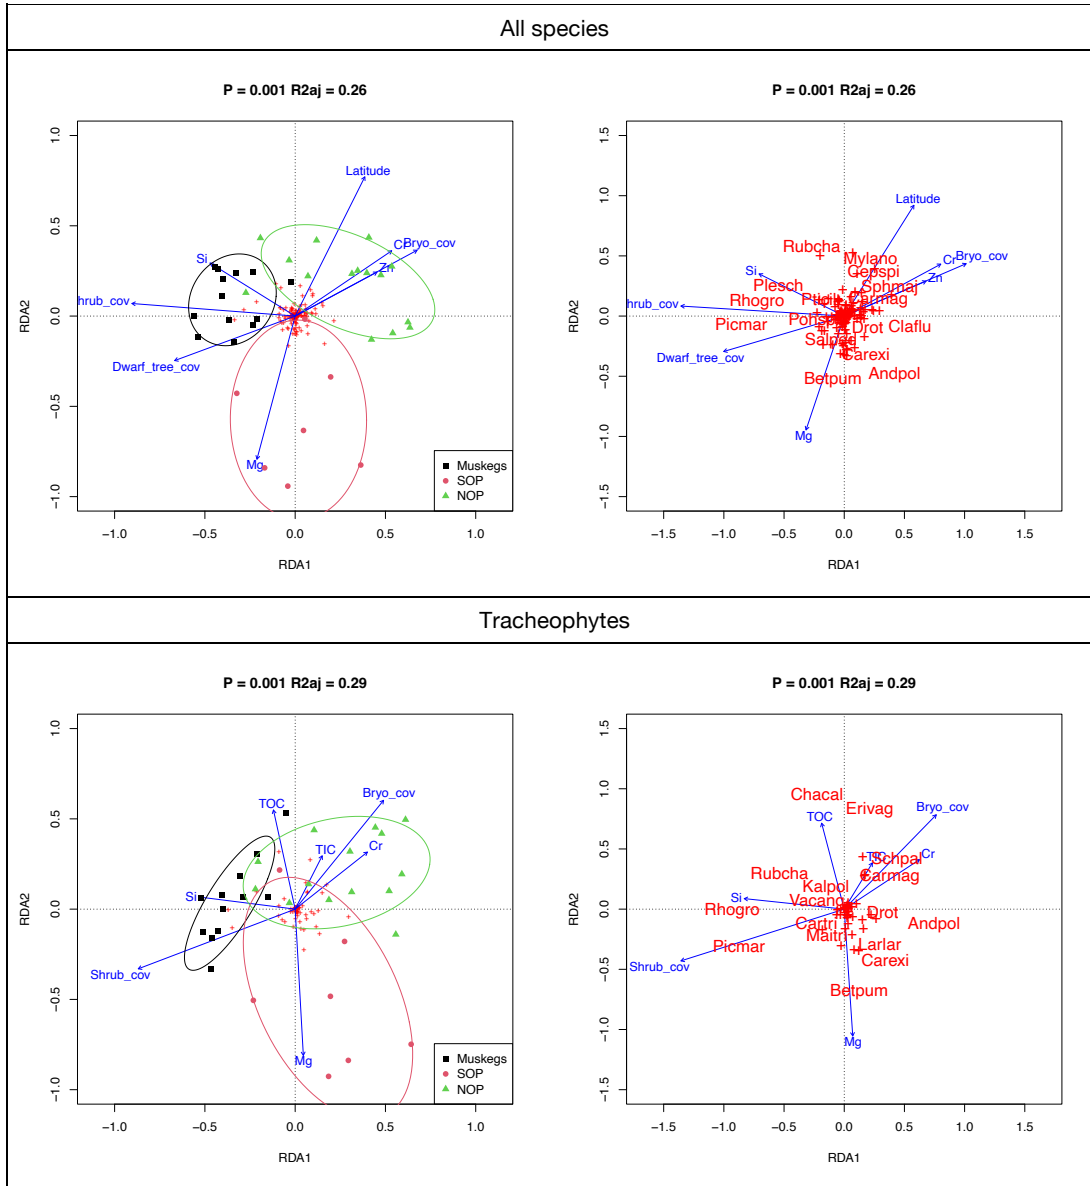 All species
P = 0.001 R2aj = 0.26
P = 0.001 R2aj = 0.26
1.0
0.5
0.0
−0.5
−1.0
RDA2
Latitude
Cr
Bryo_cov
Zn
Si
hrub_cov
Dwarf_tree_cov
Mg
Muskegs
SOP
NOP
−1.0 −0.5 0.0 0.5 1.0
RDA1
1.5
1.0
0.5
0.0
−0.5
−1.0
−1.5
RDA2
Latitude
Rubcha
Mylano
Cr
Bryo_cov
Si
Genspi
Zn
Plesch
Sphmaj
Rhogro
Carmag
hrub_cov
Picmar
Drot
Claflu
Dwarf_tree_cov
Carexi
Betpum
Andpol
Mg
−1.5 −1.0 −0.5 0.0 0.5 1.0 1.5
RDA1
Tracheophytes
P = 0.001 R2aj = 0.29
P = 0.001 R2aj = 0.29
1.0
0.5
0.0
−0.5
−1.0
RDA2
TOC
Bryo_cov
TIC
Cr
Si
Shrub_cov
Mg
Muskegs
SOP
NOP
−1.0 −0.5 0.0 0.5 1.0
RDA1
1.5
1.0
0.5
0.0
−0.5
−1.0
−1.5
RDA2
Chacal
Erivag
TOC
Bryo_cov
TIC
Schpal
Cr
Rubcha
Carmag
Kalpol
Si
Vacang
Rhogro
Drot
Cartri
Andpol
Maitri
Picmar
Larlar
Shrub_cov
Carexi
Betpum
Mg
−1.5 −1.0 −0.5 0.0 0.5 1.0 1.5
RDA1